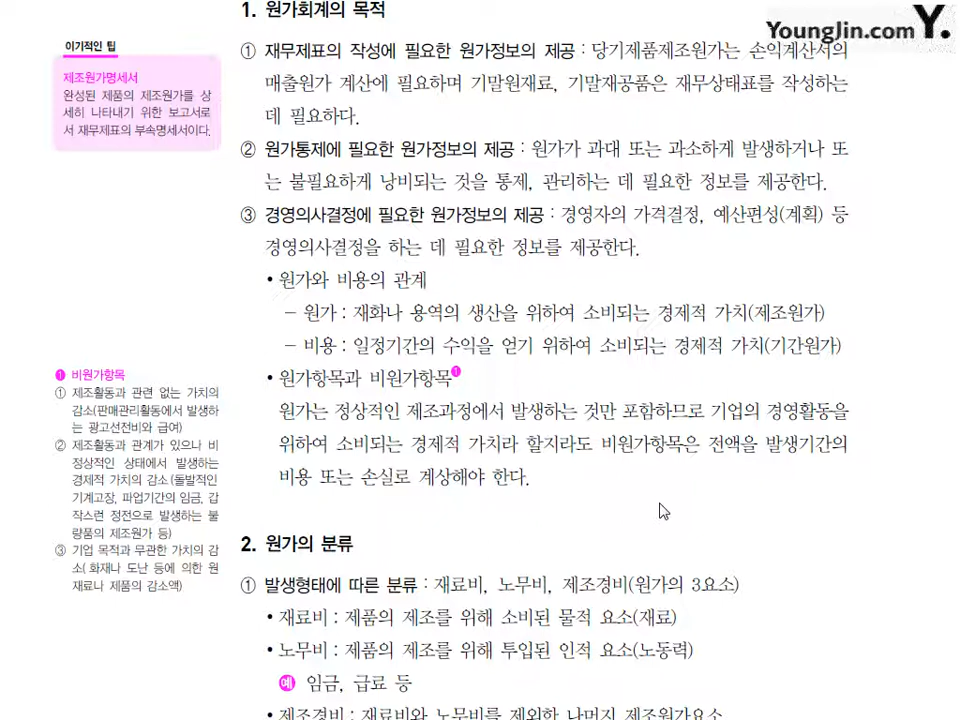 YoungJin.com Y.
1. 원가회계의 목적
이기적인 팁
제조원가명세서
완성된 제품의 제조원가를 상
세히 나타내기 위한 보고서로
서 재무제표의 부속명세서이다.
① 재무제표의 작성에 필요한 원가정보의 제공 : 당기제품제조원가는 손익계산서의
매출원가 계산에 필요하며 기말원재료, 기말재공품은 재무상태표를 작성하는
데 필요하다.
② 원가통제에 필요한 원가정보의 제공 : 원가가 과대 또는 과소하게 발생하거나 또
는 불필요하게 낭비되는 것을 통제, 관리하는 데 필요한 정보를 제공한다.
③ 경영의사결정에 필요한 원가정보의 제공 : 경영자의 가격결정, 예산편성(계획) 등
경영의사결정을 하는 데 필요한 정보를 제공한다.
• 원가와 비용의 관계
– 원가 : 재화나 용역의 생산을 위하여 소비되는 경제적 가치(제조원가)
– 비용 : 일정기간의 수익을 얻기 위하여 소비되는 경제적 가치(기간원가)
• 원가항목과 비원가항목❶
원가는 정상적인 제조과정에서 발생하는 것만 포함하므로 기업의 경영활동을
위하여 소비되는 경제적 가치라 할지라도 비원가항목은 전액을 발생기간의
비용 또는 손실로 계상해야 한다.
❶ 비원가항목
① 제조활동과 관련 없는 가치의
감소(판매관리활동에서 발생하
는 광고선전비와 급여)
② 제조활동과 관계가 있으나 비
정상적인 상태에서 발생하는
경제적 가치의 감소(돌발적인
기계고장, 파업기간의 임금, 갑
작스런 정전으로 발생하는 불
량품의 제조원가 등)
③ 기업 목적과 무관한 가치의 감
소( 화재나 도난 등에 의한 원
재료나 제품의 감소액)
2. 원가의 분류
① 발생형태에 따른 분류 : 재료비, 노무비, 제조경비(원가의 3요소)
• 재료비 : 제품의 제조를 위해 소비된 물적 요소(재료)
• 노무비 : 제품의 제조를 위해 투입된 인적 요소(노동력)
예 임금, 급료 등
• 제조경비 : 재료비와 노무비를 제외한 나머지 제조원가요소